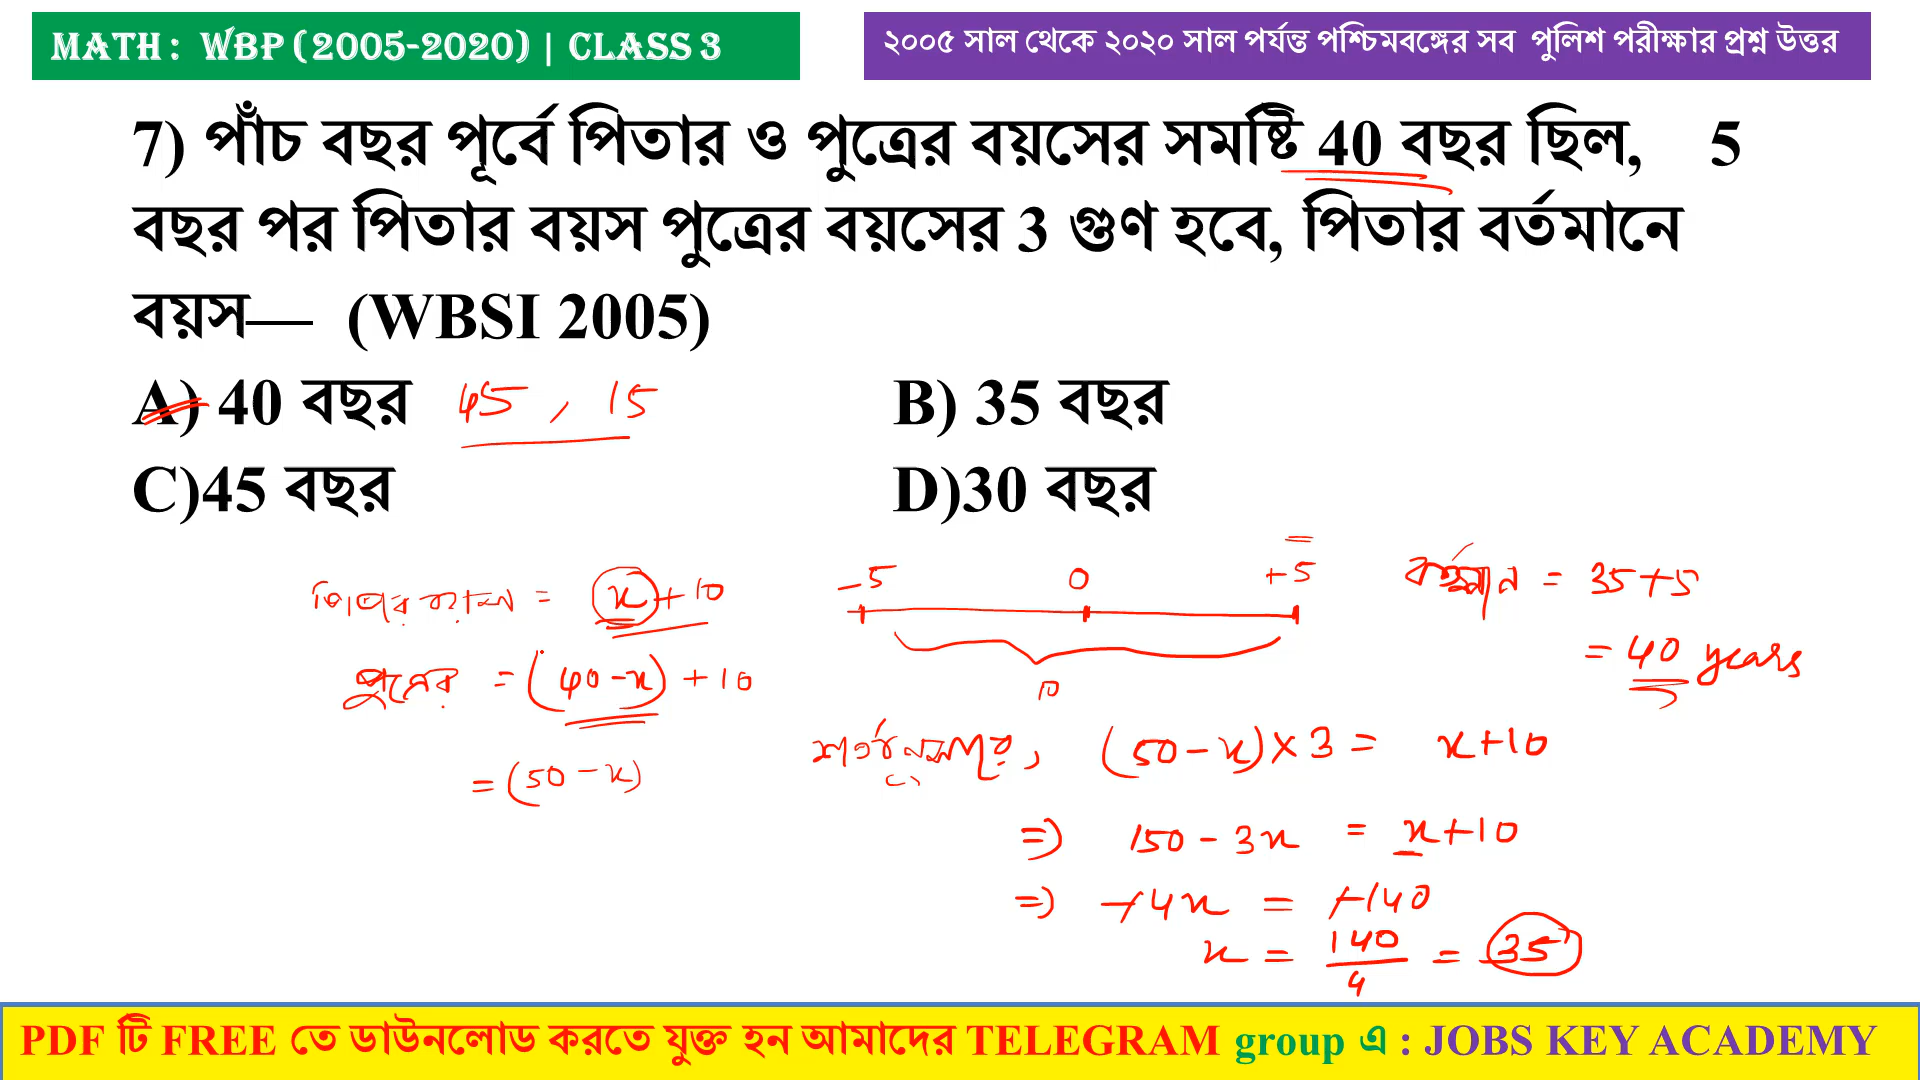 MATH : WBP (2005-2020) | CLASS 3
২০০৫ সাল থেকে ২০২০ সাল পর্যন্ত পশ্চিমবঙ্গের সব পুলিশ পরীক্ষার প্রশ্ন উত্তর
7) পাঁচ বছর পূর্বে পিতার ও পুত্রের বয়সের সমষ্টি 40 বছর ছিল, 5
বছর পর পিতার বয়স পুত্রের বয়সের 3 গুণ হবে, পিতার বর্তমানে
বয়স— (WBSI 2005)
A) 40 বছর 45 , 15 B) 35 বছর
C)45 বছর D)30 বছর
= x+10
পুত্রের = (40-x) + 10
= (50-x)
-5 0 +5
10
বর্তমান = 35+5
= 40 years
শর্তানুসারে, (50-x)×3 = x+10
=> 150-3x = x+10
=> -4x = -140
x = 140/4 = 35
PDF টি FREE তে ডাউনলোড করতে যুক্ত হন আমাদের TELEGRAM group এ : JOBS KEY ACADEMY